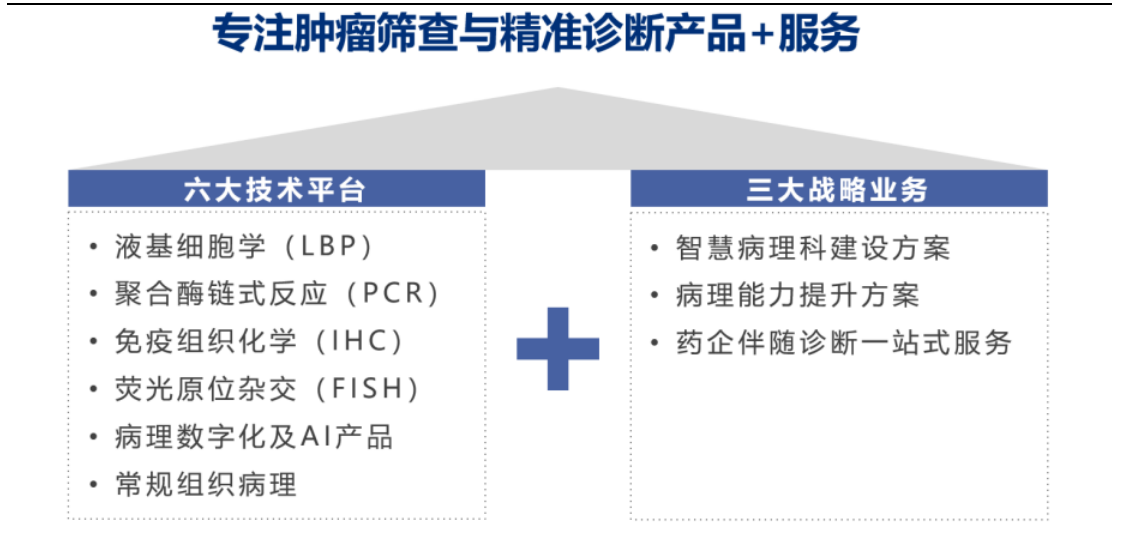 专注肿瘤筛查与精准诊断产品+服务
六大技术平台
• 液基细胞学（LBP）
• 聚合酶链式反应（PCR）
• 免疫组织化学（IHC）
• 荧光原位杂交（FISH）
• 病理数字化及AI产品
• 常规组织病理
三大战略业务
• 智慧病理科建设方案
• 病理能力提升方案
• 药企伴随诊断一站式服务